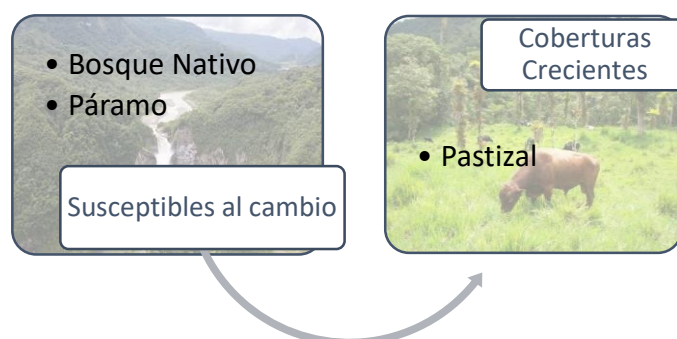 • Bosque Nativo
• Páramo
Susceptibles al cambio
Coberturas
Crecientes
• Pastizal